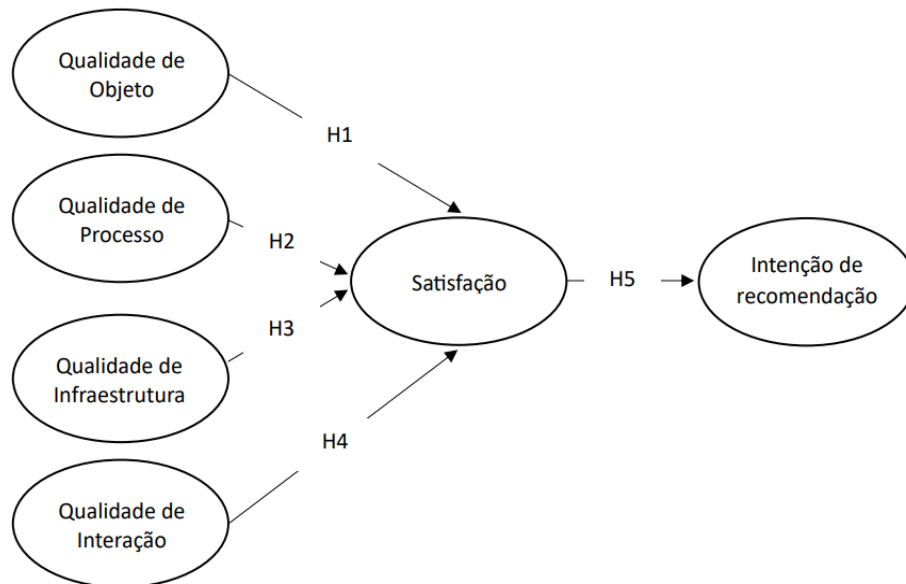 Qualidade de
Objeto
H1
Qualidade de
Processo
H2
Satisfação
H5
Intenção de
recomendação
H3
Qualidade de
Infraestrutura
H4
Qualidade de
Interação